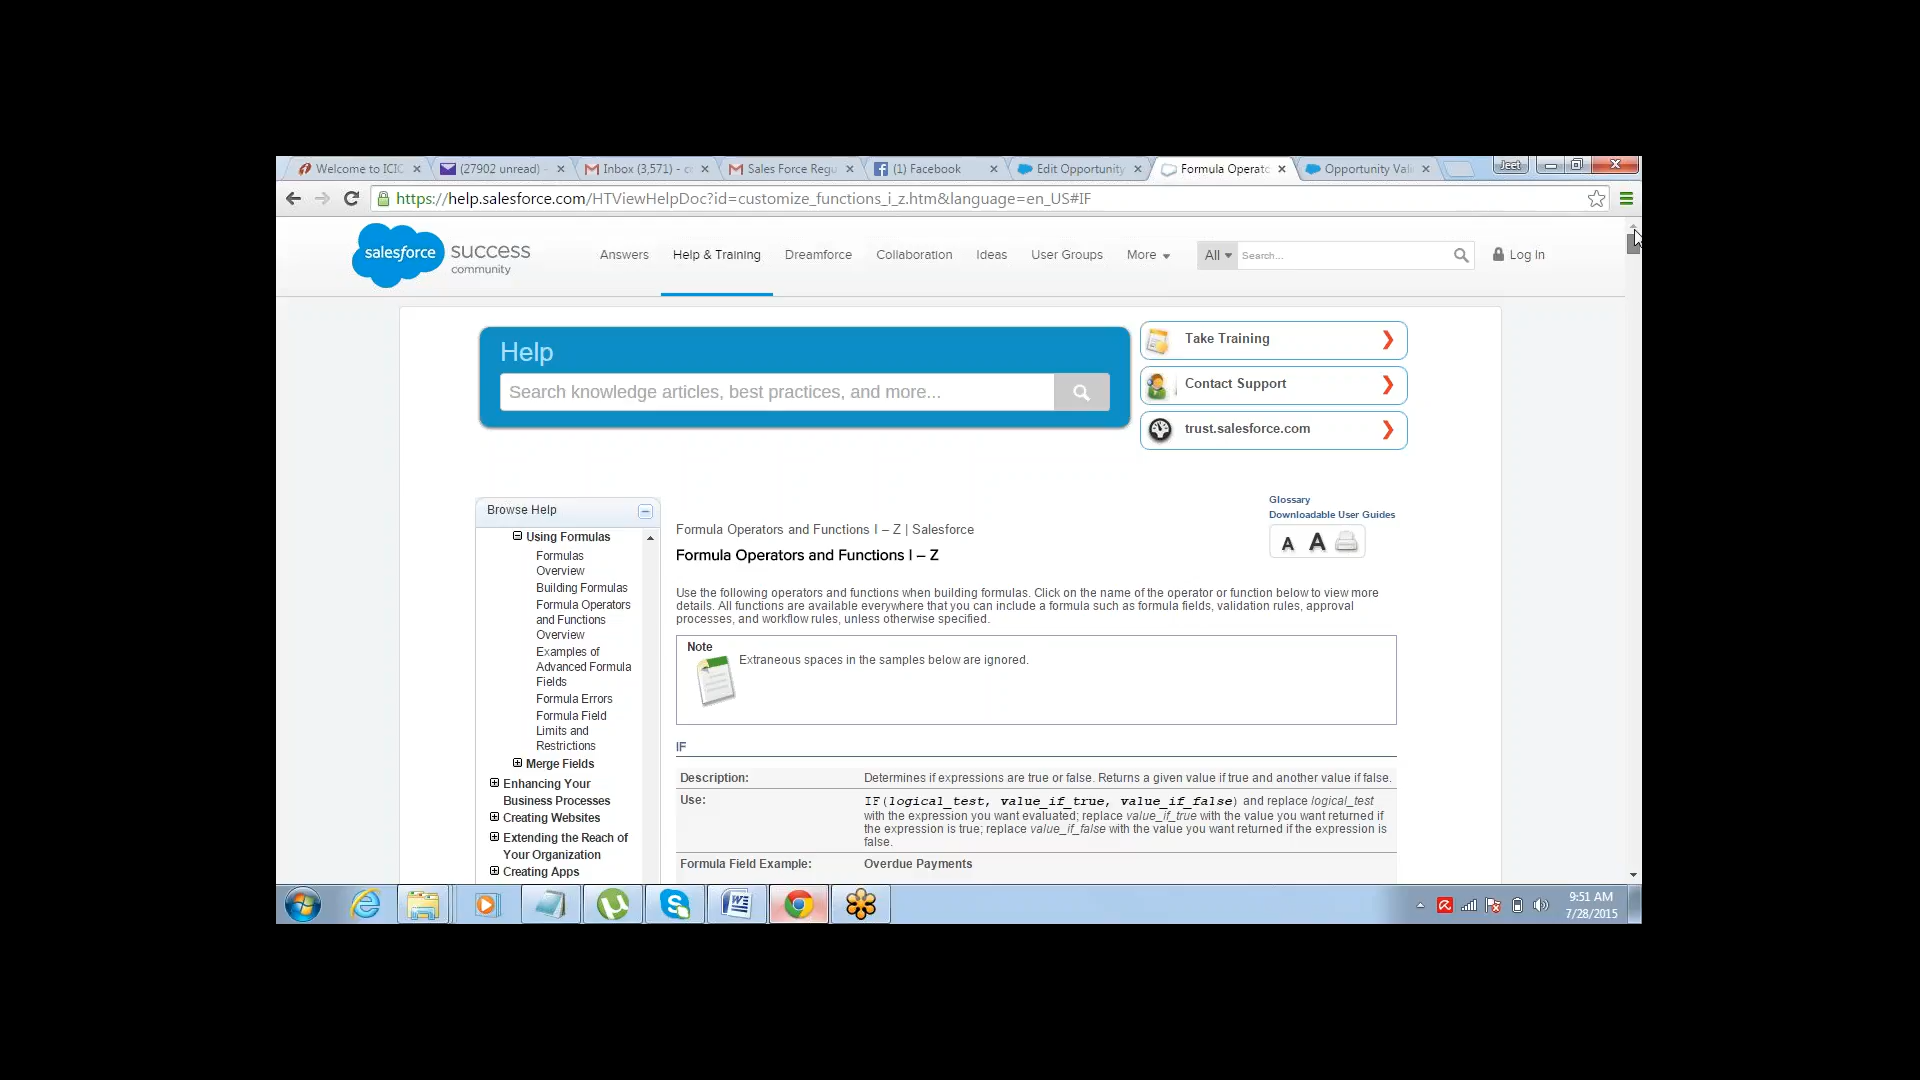 Welcome to ICIC
(27902 unread) -
Inbox (3,571) - c
Sales Force Regu
(1) Facebook
Edit Opportunity
Formula Operato
Opportunity Vali
Jeet
https://help.salesforce.com/HTViewHelpDoc?id=customize_functions_i_z.htm&language=en_US#IF
salesforce
success
community
Answers
Help & Training
Dreamforce
Collaboration
Ideas
User Groups
More
All
Search...
Log In
Help
Search knowledge articles, best practices, and more...
Take Training
Contact Support
trust.salesforce.com
Glossary
Downloadable User Guides
A A
Browse Help
Using Formulas
Formulas
Overview
Building Formulas
Formula Operators
and Functions
Overview
Examples of
Advanced Formula
Fields
Formula Errors
Formula Field
Limits and
Restrictions
Merge Fields
Enhancing Your
Business Processes
Creating Websites
Extending the Reach of
Your Organization
Creating Apps
Formula Operators and Functions I – Z | Salesforce
Formula Operators and Functions I – Z
Use the following operators and functions when building formulas. Click on the name of the operator or function below to view more
details. All functions are available everywhere that you can include a formula such as formula fields, validation rules, approval
processes, and workflow rules, unless otherwise specified.
Note
Extraneous spaces in the samples below are ignored.
IF
Description: Determines if expressions are true or false. Returns a given value if true and another value if false.
Use: IF(logical_test, value_if_true, value_if_false) and replace logical_test
with the expression you want evaluated; replace value_if_true with the value you want returned if
the expression is true; replace value_if_false with the value you want returned if the expression is
false.
Formula Field Example: Overdue Payments
9:51 AM
7/28/2015